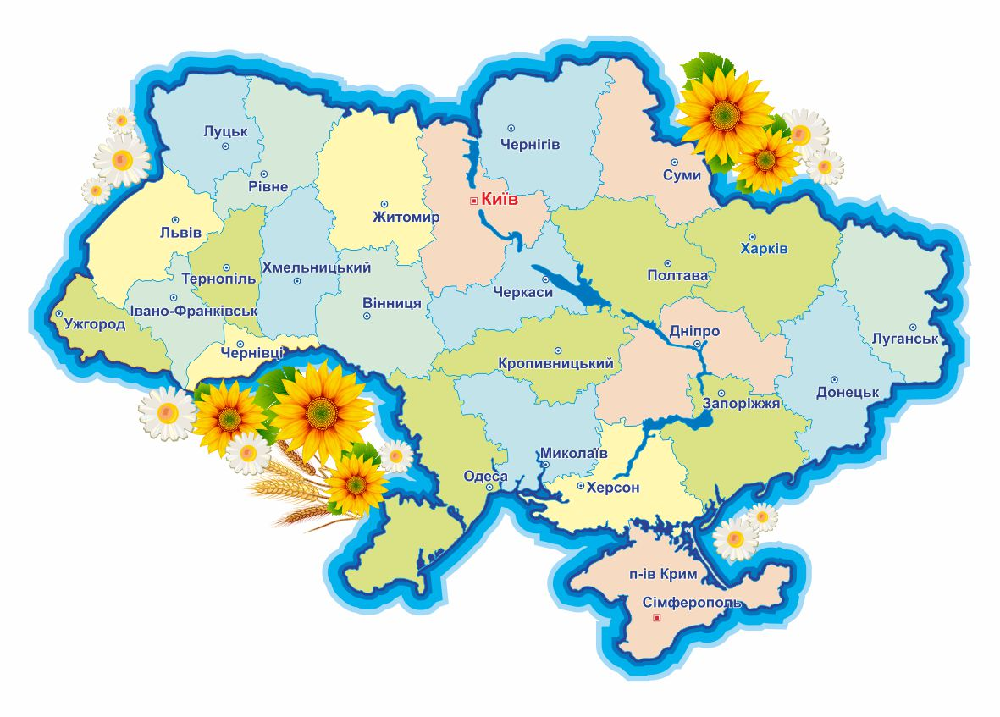 Луцьк
Чернігів
Рівне
Суми
Київ
Житомир
Львів
Харків
Хмельницький
Тернопіль
Полтава
Черкаси
Вінниця
Івано-Франківськ
Ужгород
Дніпро
Луганськ
Чернівці
Кропивницький
Донецьк
Запоріжжя
Миколаїв
Одеса
Херсон
п-ів Крим
Сімферополь